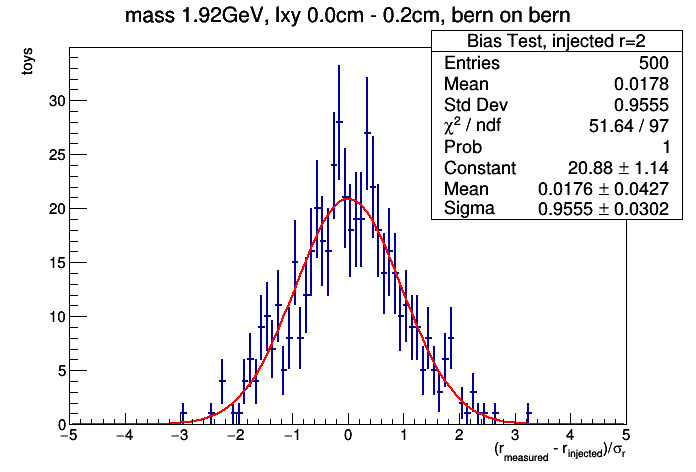 mass 1.92GeV, lxy 0.0cm - 0.2cm, bern on bern
Bias Test, injected r=2
Entries 500
Mean 0.0178
Std Dev 0.9555
χ² / ndf 51.64 / 97
Prob 1
Constant 20.88 ± 1.14
Mean 0.0176 ± 0.0427
Sigma 0.9555 ± 0.0302
toys
30
25
20
15
10
5
0
−5 −4 −3 −2 −1 0 1 2 3 4 5
(r_measured - r_injected)/σ_r